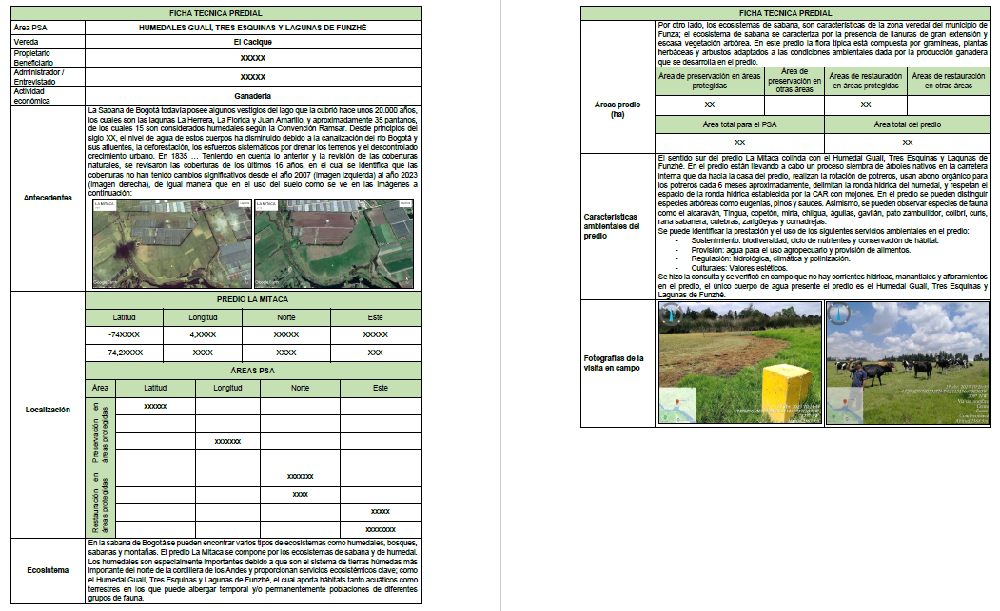 FICHA TÉCNICA PREDIAL
Área PSA
HUMEDALES GUALÍ, TRES ESQUINAS Y LAGUNAS DE FUNZHÉ
Vereda
El Cacique
Propietario
Beneficiario
XXXXX
Administrador /
Entrevistado
XXXXX
Actividad
económica
Ganadería
Antecedentes
La Sabana de Bogotá todavía posee algunos vestigios del lago que la cubrió hace unos 20.000 años,
los cuales son las lagunas La Herrera, La Florida y Juan Amarillo, y aproximadamente 35 pantanos,
de los cuales 15 son considerados humedales según la Convención Ramsar. Desde principios del
siglo XX, el nivel de agua de estos cuerpos ha disminuido debido a la canalización del río Bogotá y
sus afluentes, la deforestación, los esfuerzos sistemáticos por drenar los terrenos y el descontrolado
crecimiento urbano. En 1835 … Teniendo en cuenta lo anterior y la revisión de las coberturas
naturales, se revisaron las coberturas de los últimos 16 años, en el cual se identifica que las
coberturas no han tenido cambios significativos desde el año 2007 (imagen izquierda) al año 2023
(imagen derecha), de igual manera que en el uso del suelo como se ve en las imágenes a
continuación:
LA MITACA
Google Earth
LA MITACA
Google Earth
Localización
PREDIO LA MITACA
Latitud Longitud Norte Este
-74XXXX 4,XXXX XXXXX XXXXX
-74,2XXXX XXXX XXXX XXX
ÁREAS PSA
Área Latitud Longitud Norte Este
Preservación en
áreas protegidas
xxxxxx
xxxxxxx
Restauración en
áreas protegidas
xxxxxxx
xxxx
xxxxx
xxxxxxxx
Ecosistema
En la sabana de Bogotá se pueden encontrar varios tipos de ecosistemas como humedales, bosques,
sabanas y montañas. El predio La Mitaca se compone por los ecosistemas de sabana y de humedal.
Los humedales son especialmente importantes debido a que son el sistema de tierras húmedas más
importante del norte de la cordillera de los Andes y proporcionan servicios ecosistémicos clave; como
el Humedal Gualí, Tres Esquinas y Lagunas de Funzhé, el cual aporta hábitats tanto acuáticos como
terrestres en los que puede albergar temporal y/o permanentemente poblaciones de diferentes
grupos de fauna.
FICHA TÉCNICA PREDIAL
Por otro lado, los ecosistemas de sabana, son características de la zona veredal del municipio de
Funza; el ecosistema de sabana se caracteriza por la presencia de llanuras de gran extensión y
escasa vegetación arbórea. En este predio la flora típica está compuesta por gramíneas, plantas
herbáceas y arbustos adaptados a las condiciones ambientales dada por la producción ganadera
que se desarrolla en el predio.
Áreas predio
(ha)
Área de preservación en áreas
protegidas
Área de
preservación en
otras áreas
Áreas de restauración
en áreas protegidas
Áreas de restauración
en otras áreas
XX - XX -
Área total para el PSA Área total del predio
XX XX
Características
ambientales del
predio
El sentido sur del predio La Mitaca colinda con el Humedal Gualí, Tres Esquinas y Lagunas de
Funzhé. En el predio están llevando a cabo un proceso siembra de árboles nativos en la carretera
interna que da hacia la casa del predio, realizan la rotación de potreros, usan abono orgánico para
los potreros cada 6 meses aproximadamente, delimitan la ronda hídrica del humedal, y respetan el
espacio de la ronda hídrica establecida por la CAR con mojones. En el predio se pueden distinguir
especies arbóreas como eugenias, pinos y sauces. Asimismo, se pueden observar especies de fauna
como el alcaraván, Tingua, copetón, mirla, chilgua, águilas, gavilán, pato zambullidor, colibrí, curís,
rana sabanera, culebras, zarigüeyas y comadrejas.
Se puede identificar la prestación y el uso de los siguientes servicios ambientales en el predio:
- Sostenimiento: biodiversidad, ciclo de nutrientes y conservación de hábitat.
- Provisión: agua para el uso agropecuario y provisión de alimentos.
- Regulación: hidrológica, climática y polinización.
- Culturales: Valores estéticos.
Se hizo la consulta y se verificó en campo que no hay corrientes hídricas, manantiales y afloramientos
en el predio, el único cuerpo de agua presente el predio es el Humedal Gualí, Tres Esquinas y
Lagunas de Funzhé.
Fotografías de la
visita en campo